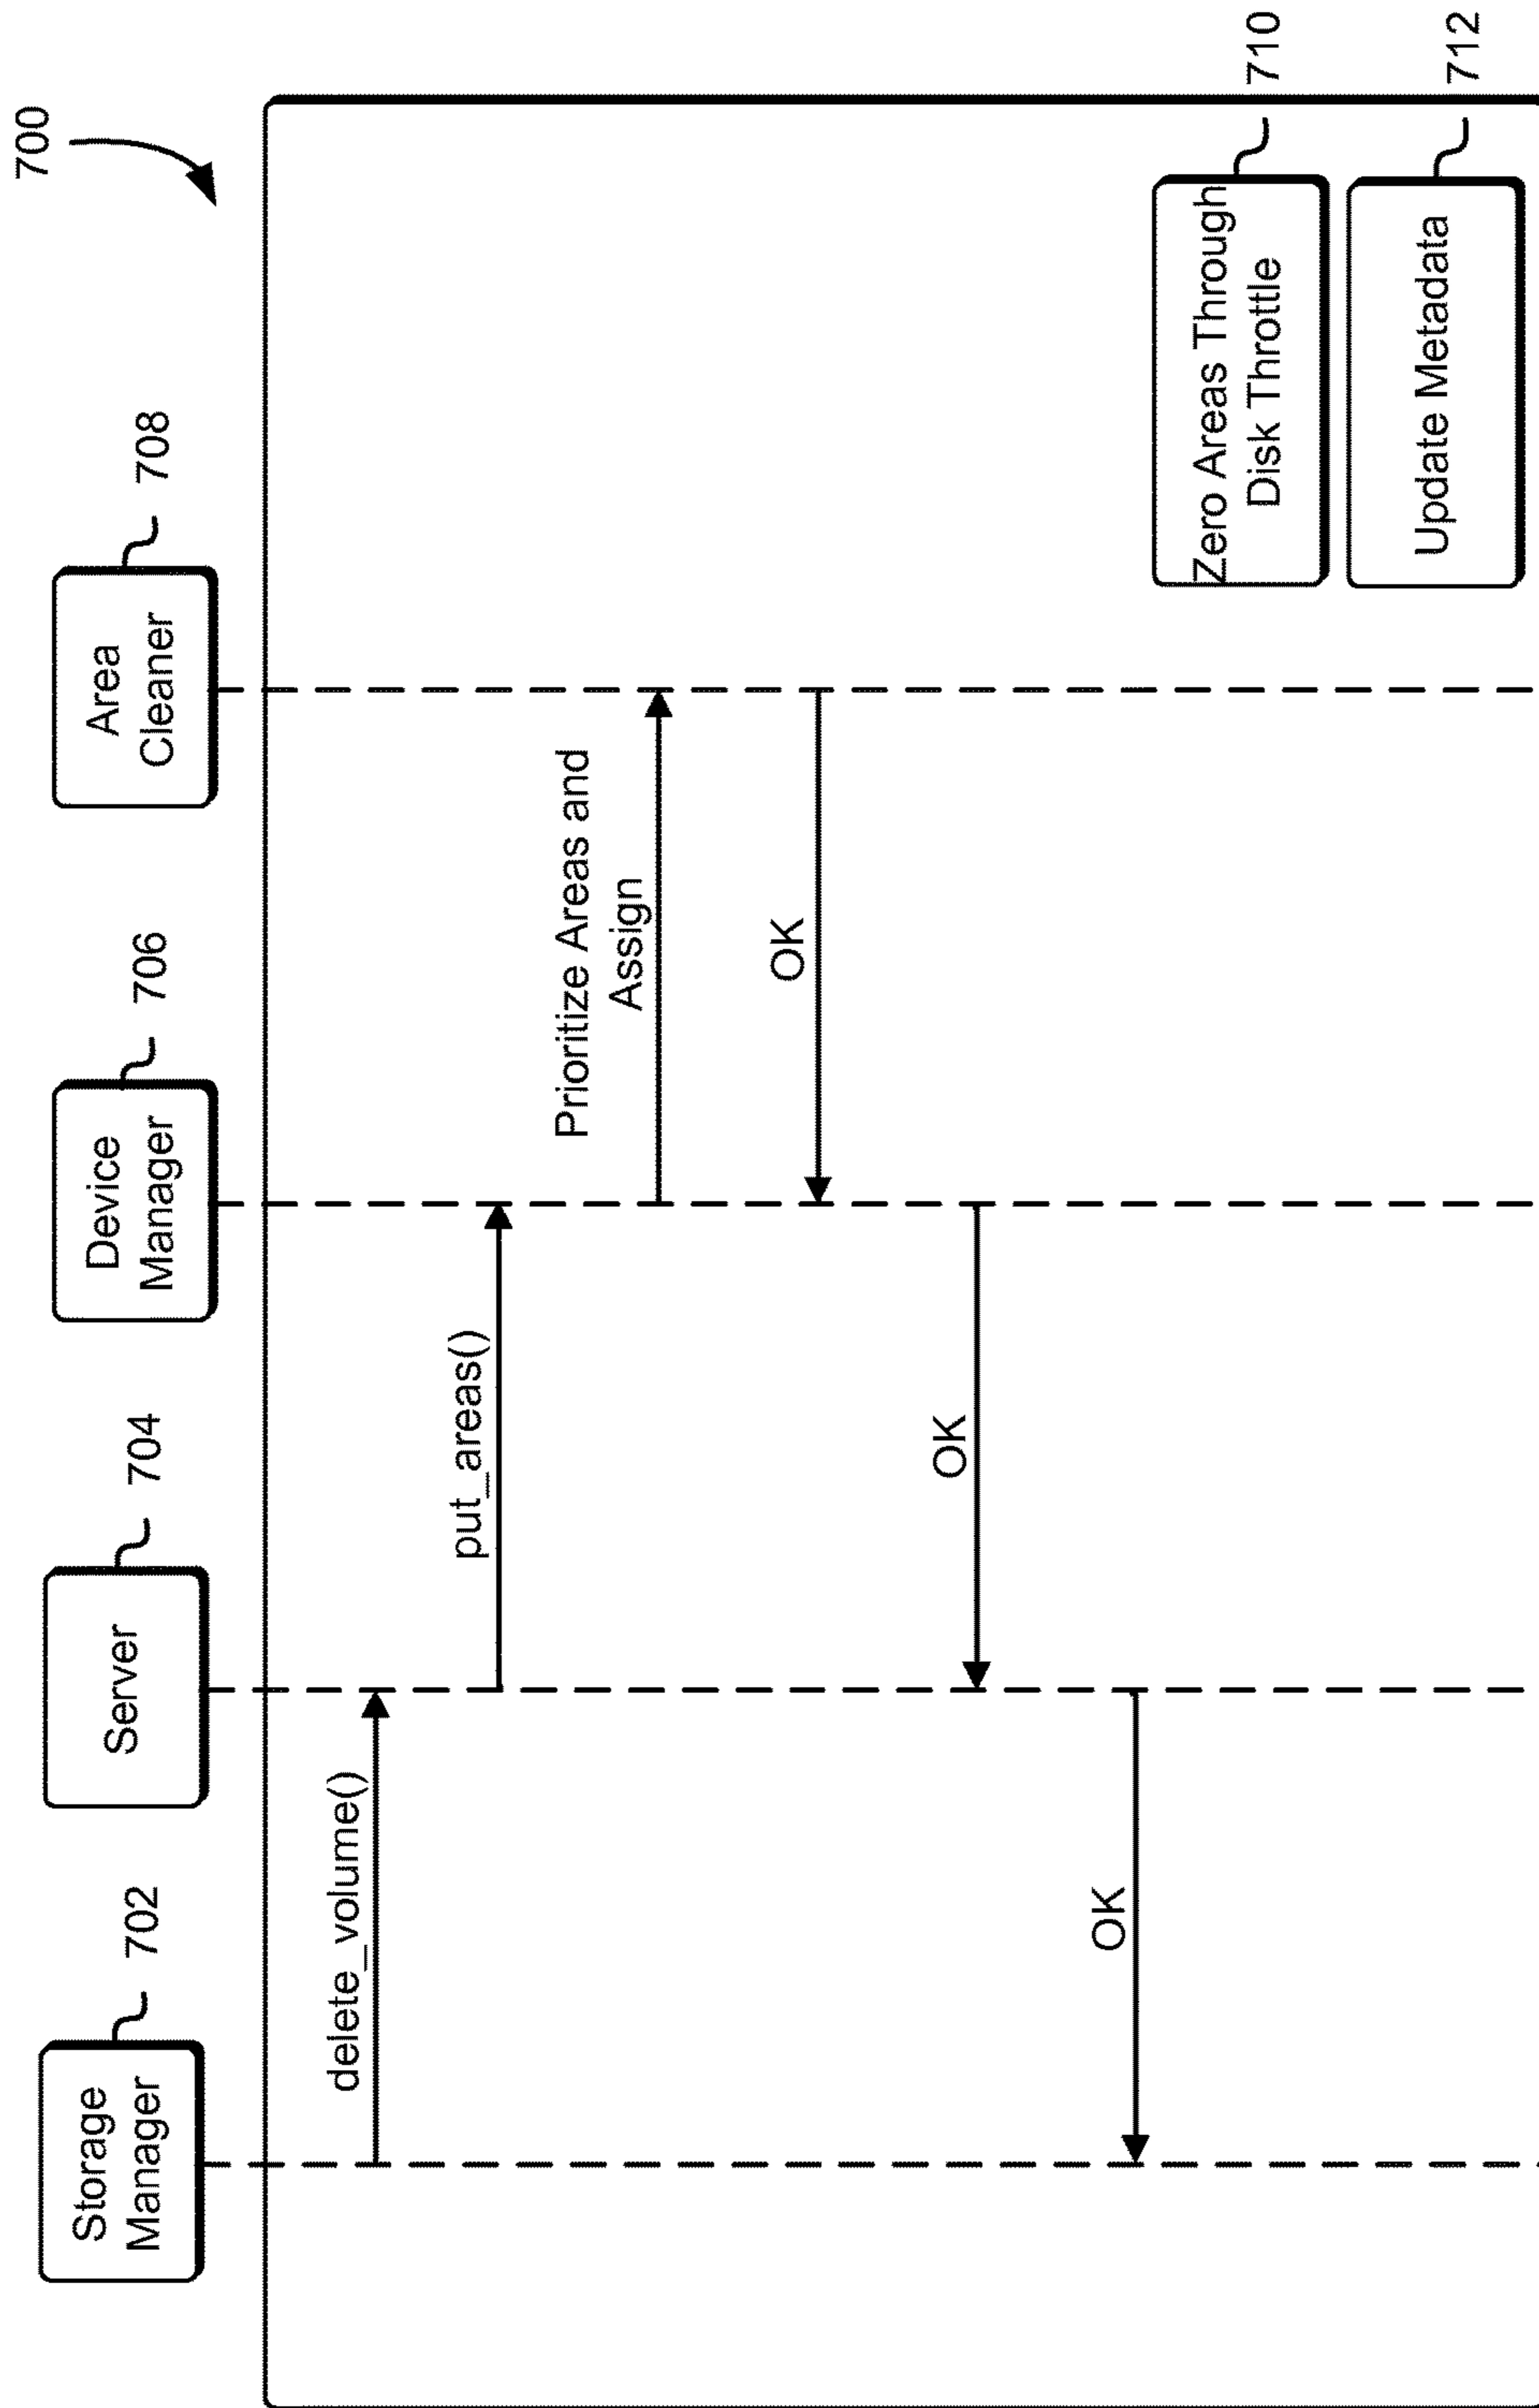 700
Storage
Manager
702
Server
704
Device
Manager
706
Area
Cleaner
708
delete_volume()
put_areas()
Prioritize Areas and
Assign
OK
OK
OK
Zero Areas Through
Disk Throttle
710
Update Metadata
712